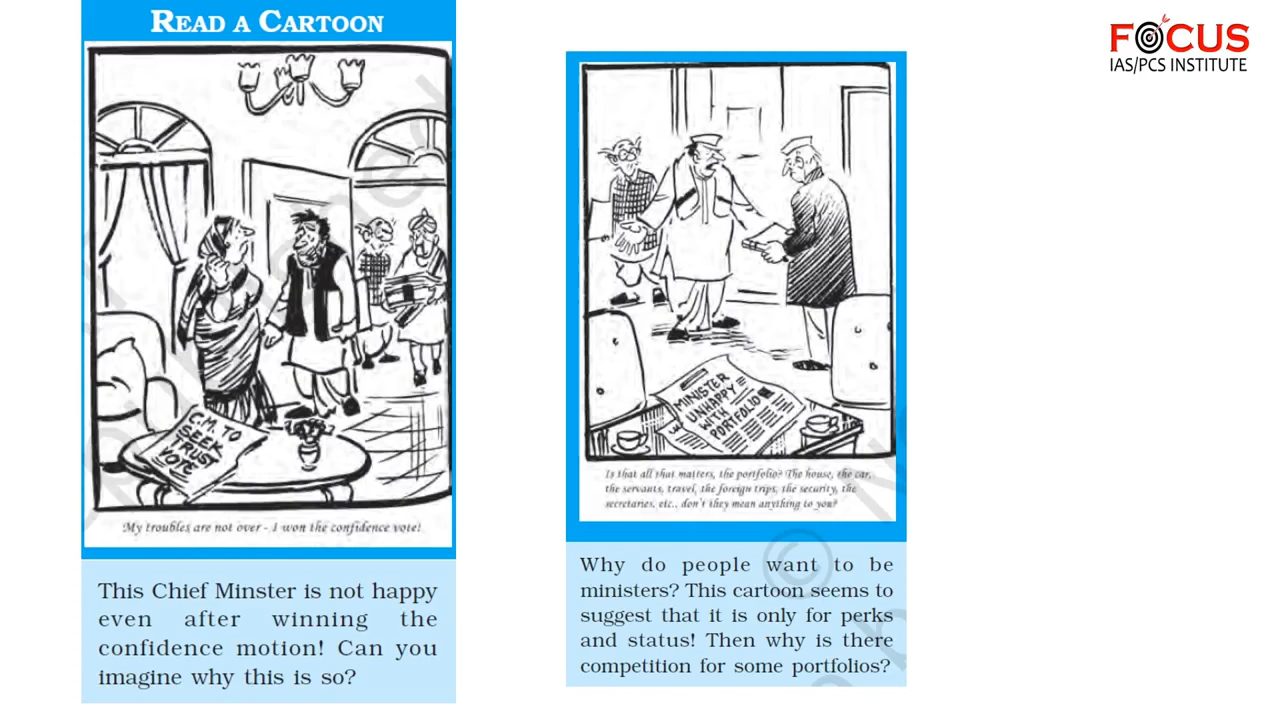 READ A CARTOON
C.M. TO
SEEK
TRUST
VOTE
My troubles are not over - I won the confidence vote!
This Chief Minster is not happy
even after winning the
confidence motion! Can you
imagine why this is so?
MINISTER
UNHAPPY
WITH
PORTFOLIO
Is that all that matters, the portfolio? The house, the car,
the servants, travel, the foreign trips, the security, the
secretaries, etc., don't they mean anything to you?
Why do people want to be
ministers? This cartoon seems to
suggest that it is only for perks
and status! Then why is there
competition for some portfolios?
FOCUS
IAS/PCS INSTITUTE